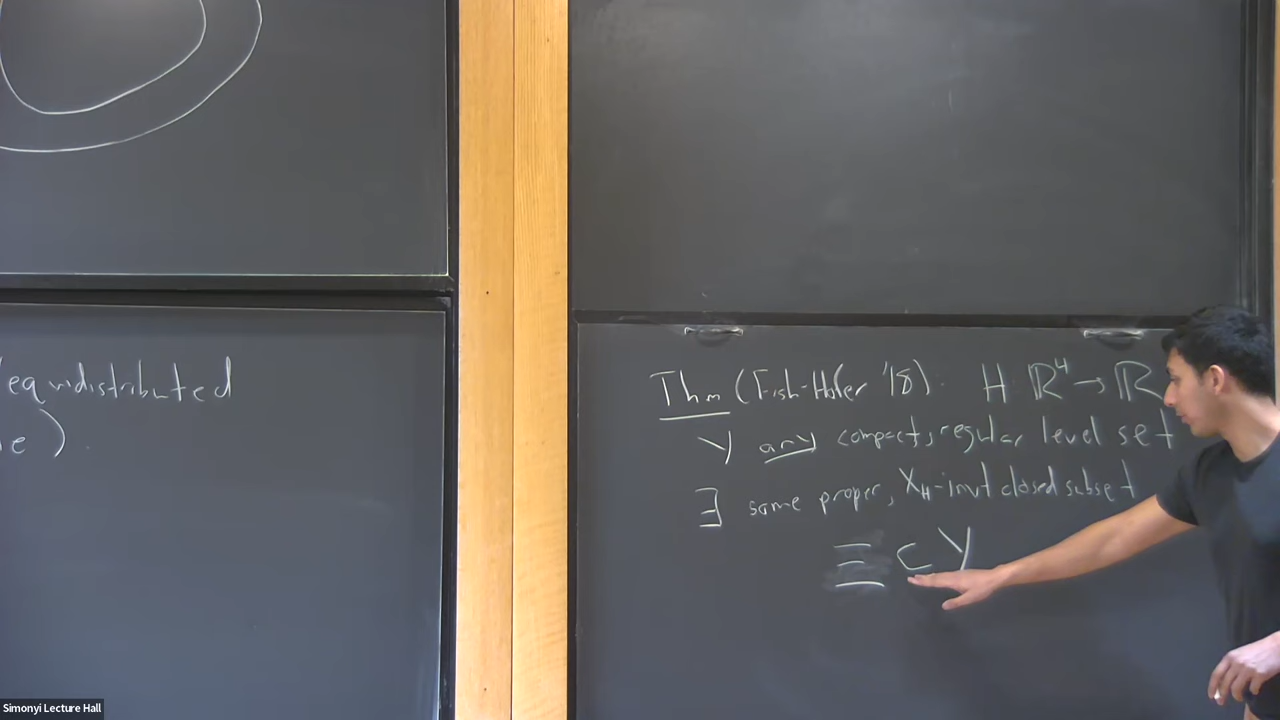 equidistributed
e).
Thm (Fish-Hofer '18). H: ℝ⁴→ℝ
Y any compact, regular level set
∃ some proper, X_H-invt closed subset
Ξ ⊂ Y
Simonyi Lecture Hall